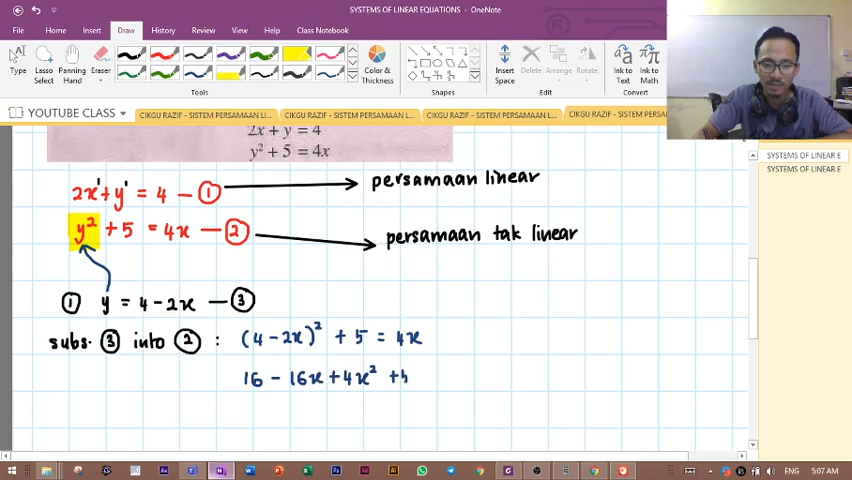 SYSTEMS OF LINEAR EQUATIONS - OneNote
File Home Insert Draw History Review View Help Class Notebook
Type Lasso Select Panning Hand Eraser Color & Thickness Insert Space Delete Arrange Rotate Ink to Text Ink to Math
Tools Shapes Convert
YOUTUBE CLASS CIKGU RAZIF - SISTEM PERSAMAAN LI... CIKGU RAZIF - SISTEM PERSAMAAN L... CIKGU RAZIF - SISTEM PERSAMAAN LI... CIKGU RAZIF - SISTEM PERSAMAAN
SYSTEMS OF LINEAR E
SYSTEMS OF LINEAR E
2x + y = 4
y² + 5 = 4x
2x¹ + y¹ = 4 — ① persamaan linear
y² + 5 = 4x — ② persamaan tak linear
① y = 4 - 2x — ③
subs. ③ into ② : (4 - 2x)² + 5 = 4x
16 - 16x + 4x² +
ENG 5:07 AM